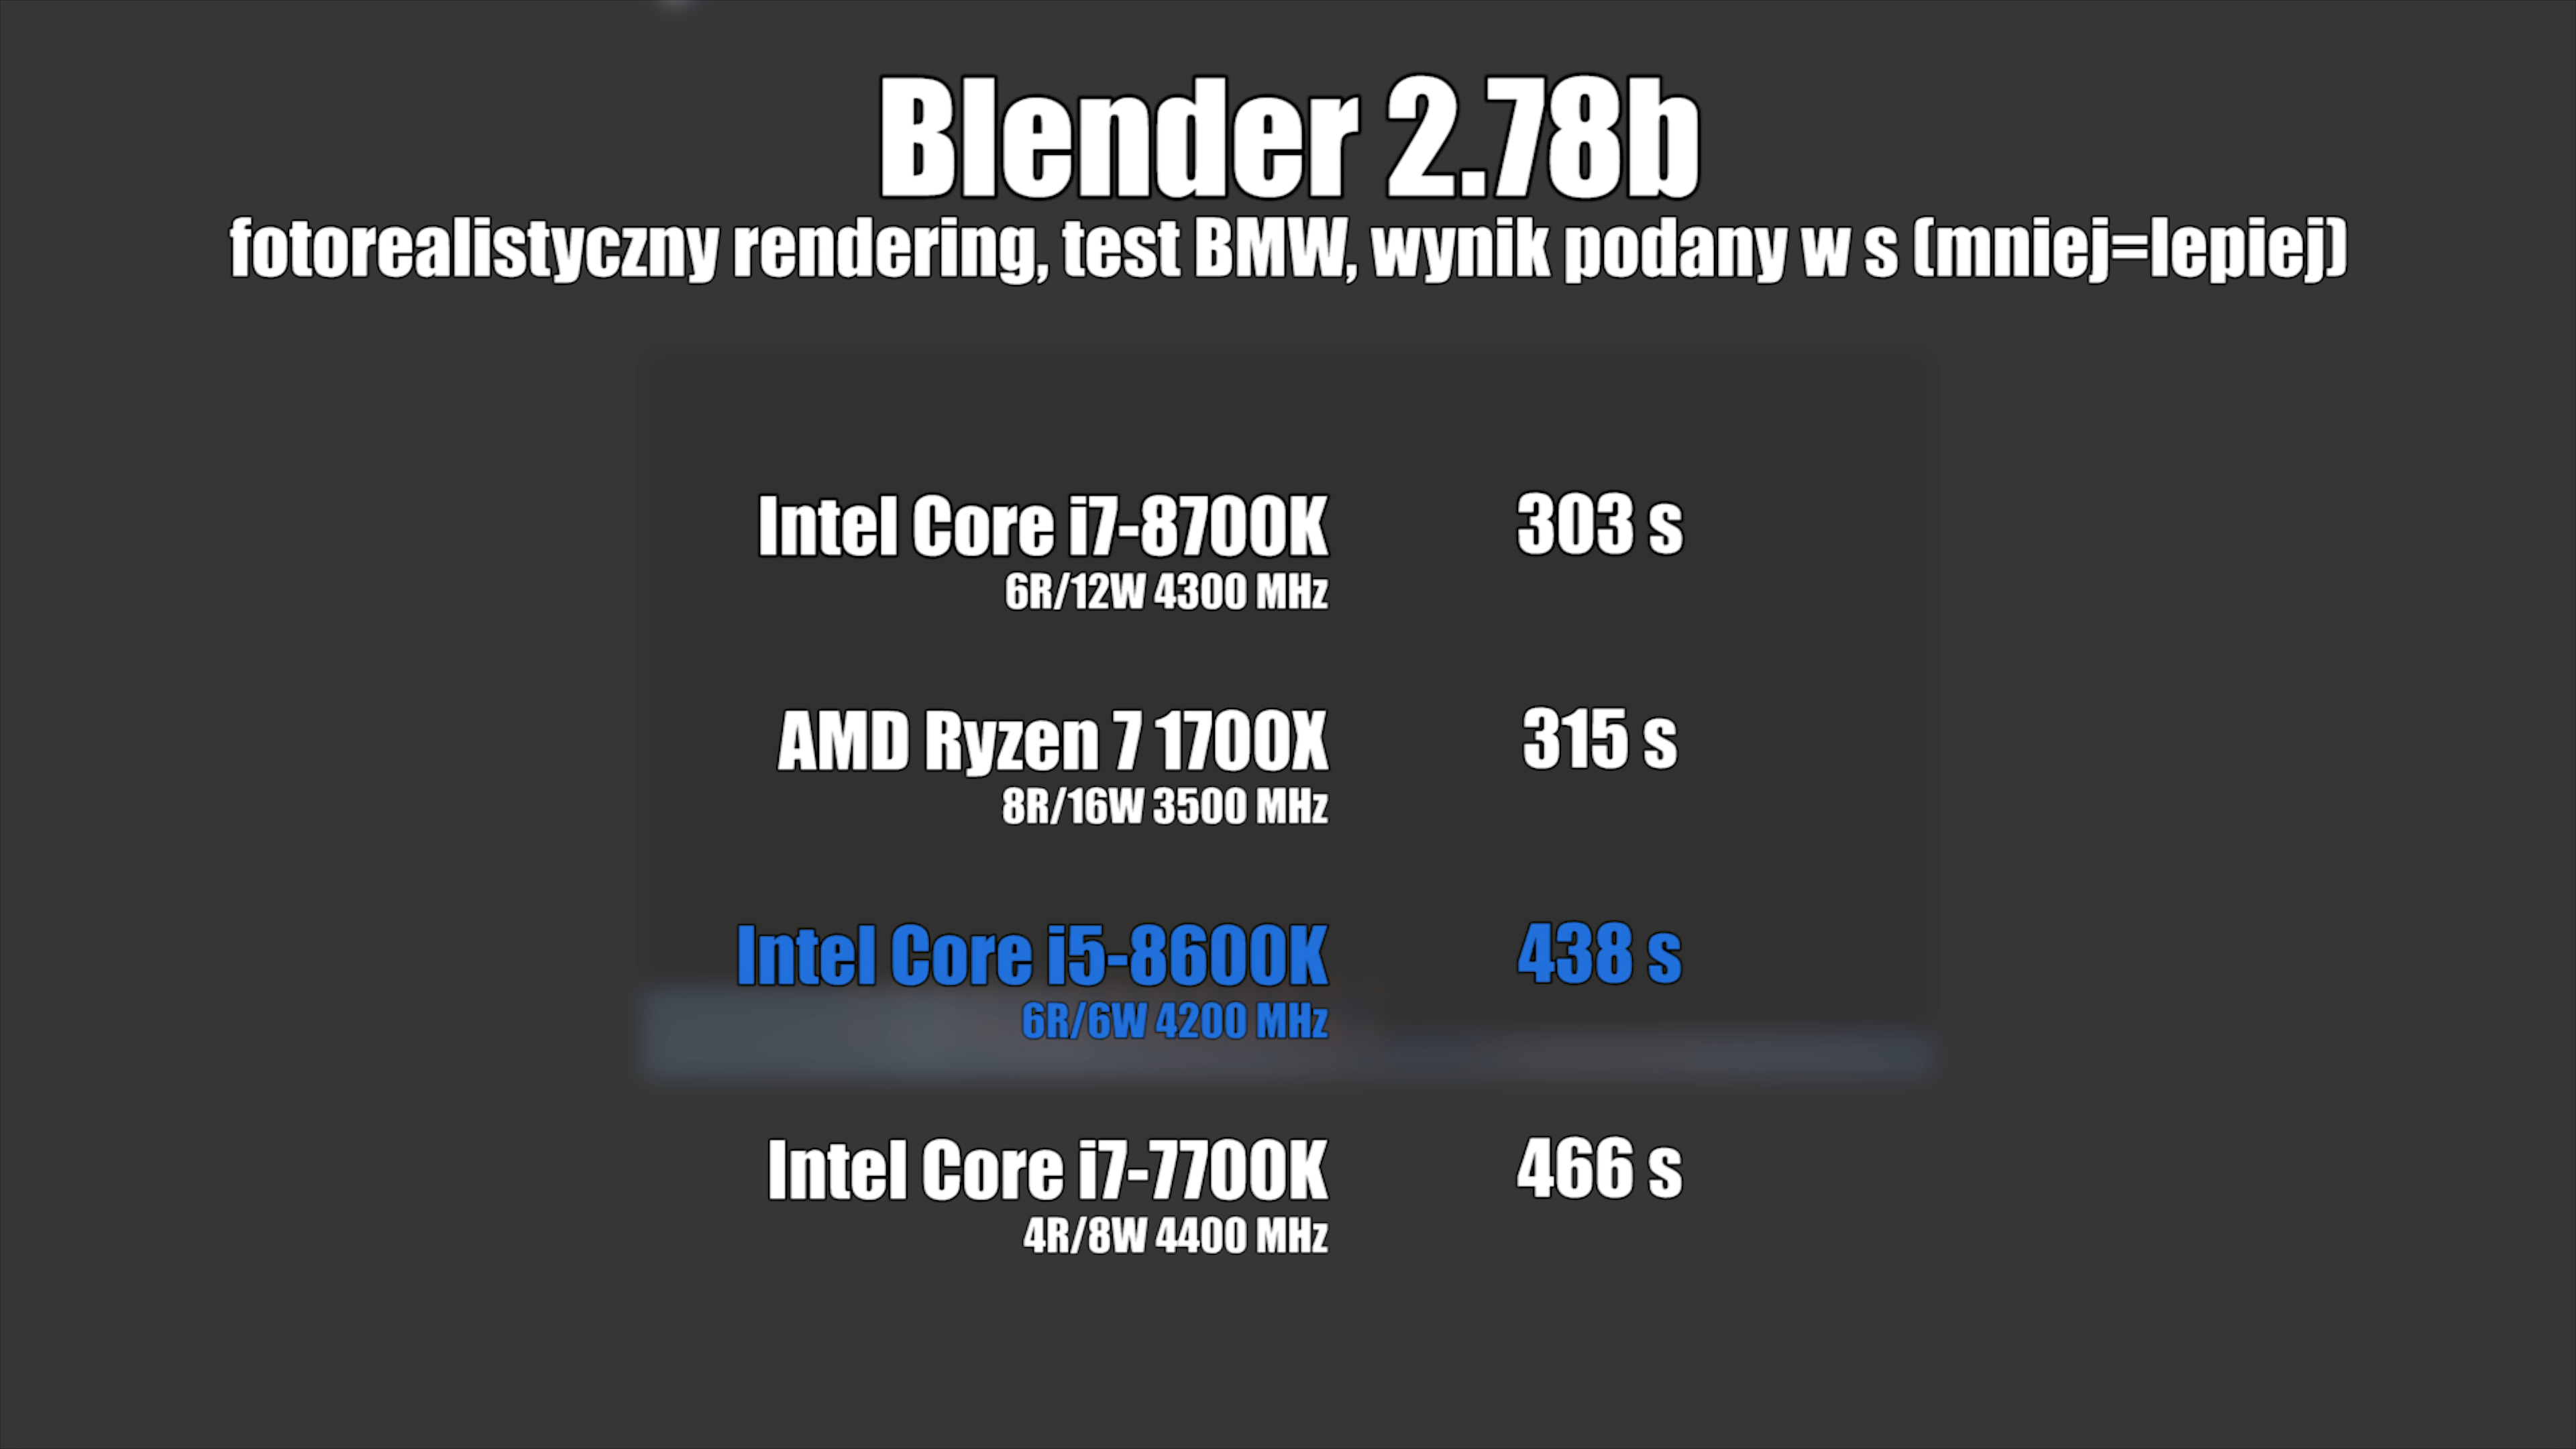 Blender 2.78b
fotorealistyczny rendering, test BMW, wynik podany w s (mniej=lepiej)
Intel Core i7-8700K 303 s
6R/12W 4300 MHz
AMD Ryzen 7 1700X 315 s
8R/16W 3500 MHz
Intel Core i5-8600K 438 s
6R/6W 4200 MHz
Intel Core i7-7700K 466 s
4R/8W 4400 MHz